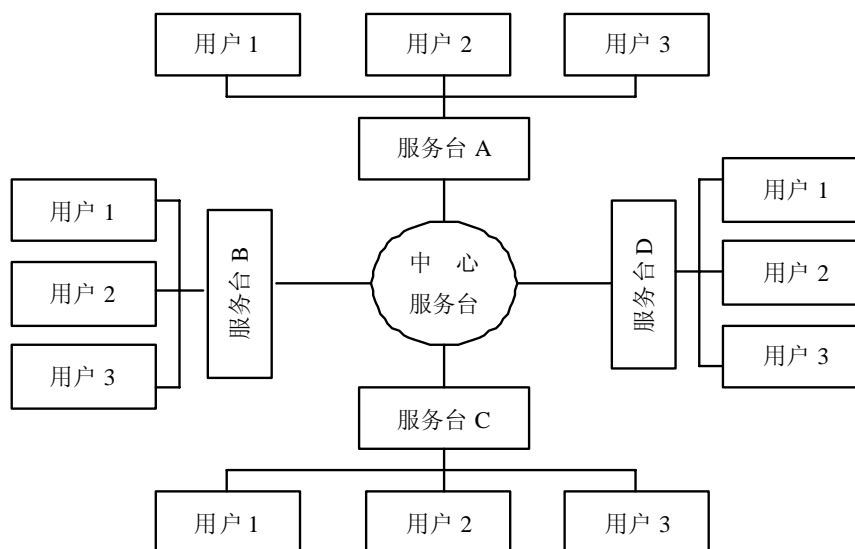 用户 1
用户 2
用户 3
服务台 A
用户 1
用户 2
用户 3
服务台 B
中 心
服务台
服务台 D
用户 1
用户 2
用户 3
服务台 C
用户 1
用户 2
用户 3